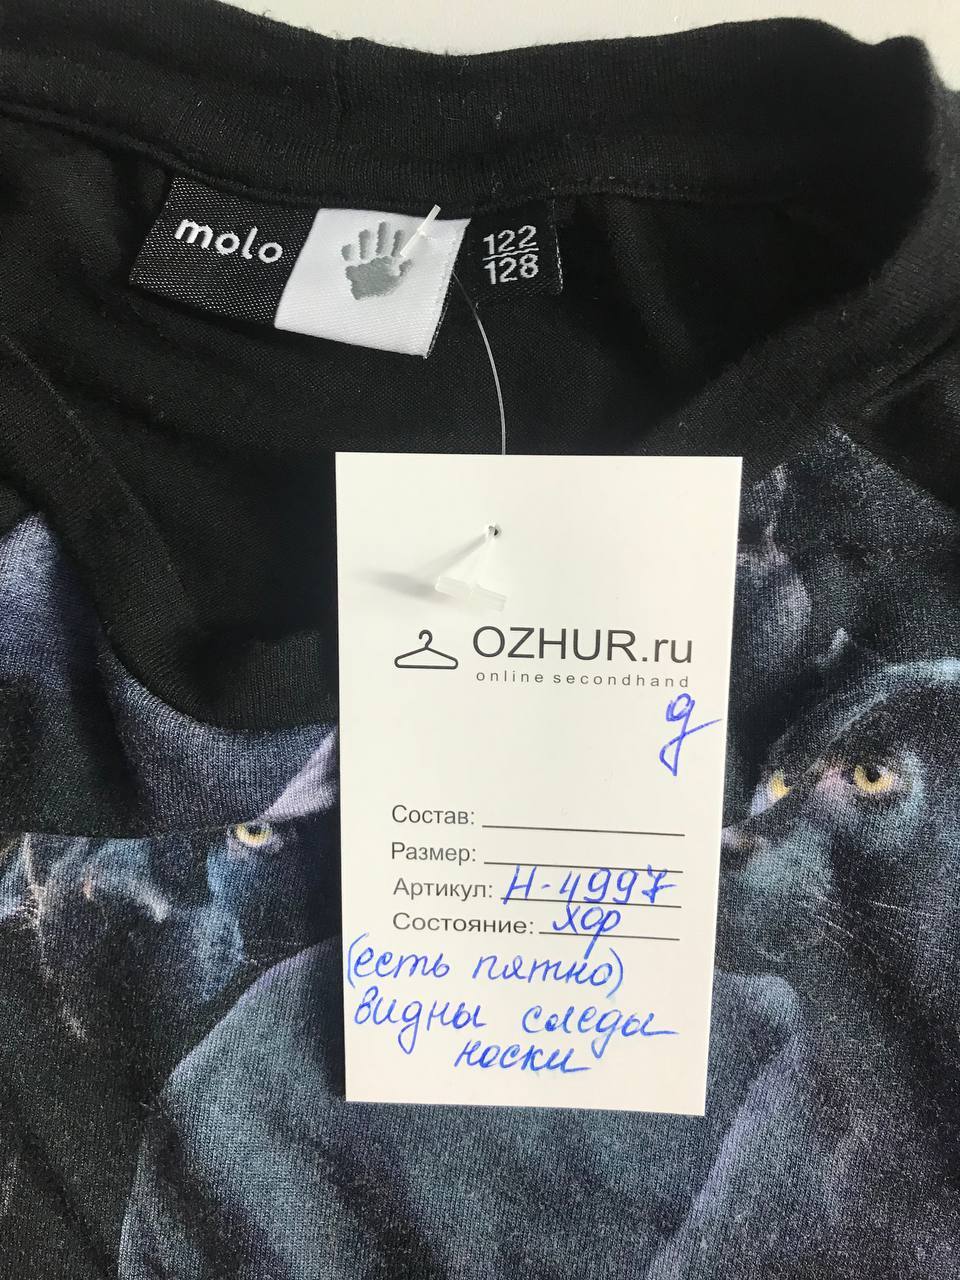 molo
122
128
OZHUR.ru
online secondhand
g
Состав:
Размер:
Артикул: Н-4997
Состояние: хор
(есть пятно)
видны следы
носки